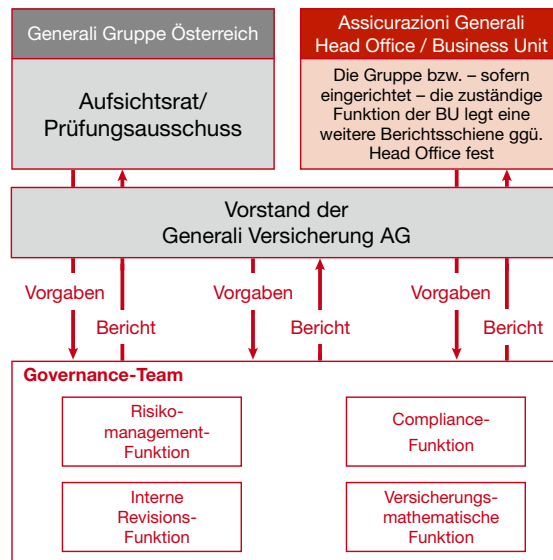 Generali Gruppe Österreich
Aufsichtsrat/
Prüfungsausschuss
Assicurazioni Generali
Head Office / Business Unit
Die Gruppe bzw. – sofern
eingerichtet – die zuständige
Funktion der BU legt eine
weitere Berichtsschiene ggü.
Head Office fest
Vorstand der
Generali Versicherung AG
Vorgaben
Bericht
Vorgaben
Bericht
Vorgaben
Bericht
Governance-Team
Risiko-
management-
Funktion
Compliance-
Funktion
Interne
Revisions-
Funktion
Versicherungs-
mathematische
Funktion